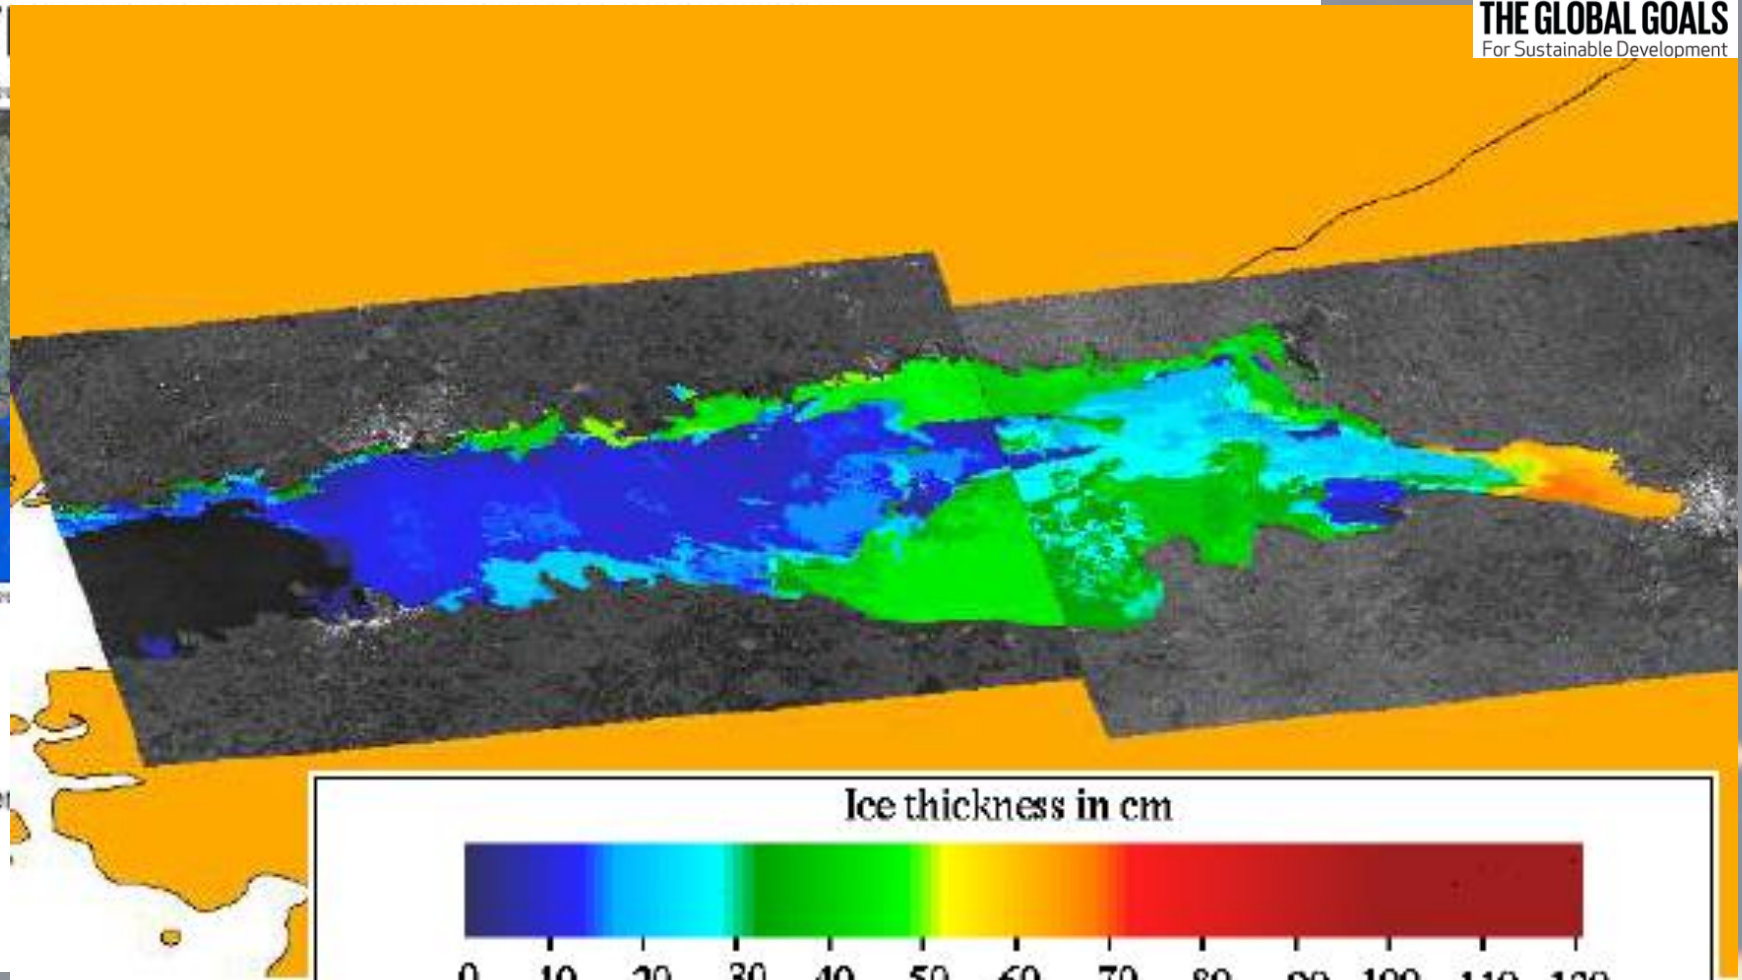 THE GLOBAL GOALS
For Sustainable Development
Ice thickness in cm
0 10 20 30 40 50 60 70 80 90 100 110 120